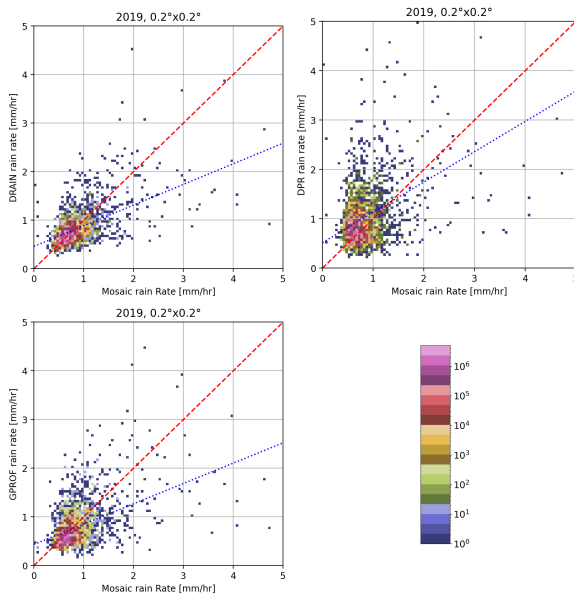 2019, 0.2°x0.2°
5
4
3
2
1
0
DRAIN rain rate [mm/hr]
0 1 2 3 4 5
Mosaic rain Rate [mm/hr]
2019, 0.2°x0.2°
5
4
3
2
1
0
DPR rain rate [mm/hr]
0 1 2 3 4 5
Mosaic rain Rate [mm/hr]
2019, 0.2°x0.2°
5
4
3
2
1
0
GPROF rain rate [mm/hr]
0 1 2 3 4 5
Mosaic rain Rate [mm/hr]
10⁶
10⁵
10⁴
10³
10²
10¹
10⁰